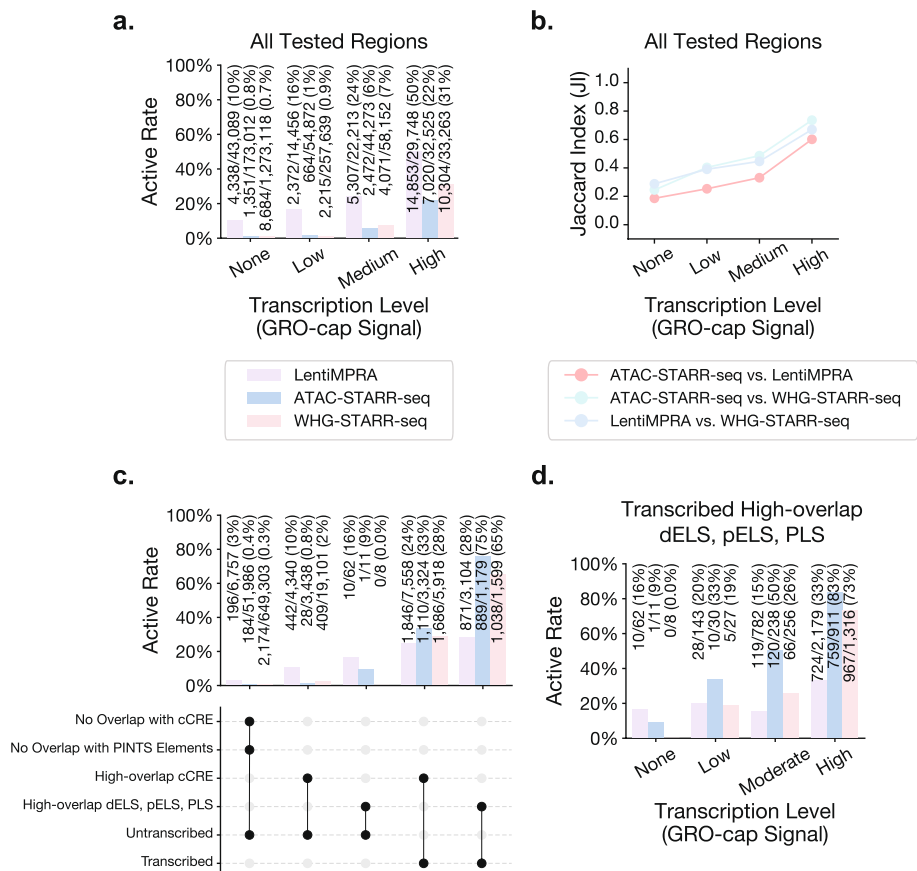 a.
All Tested Regions
100%
80%
60%
40%
20%
0%
Active Rate
4,338/43,089 (10%)
1,351/173,012 (0.8%)
8,684/1,273,118 (0.7%)
2,372/14,456 (16%)
664/54,872 (1%)
2,215/257,639 (0.9%)
5,307/22,213 (24%)
2,472/44,273 (6%)
4,071/58,152 (7%)
14,853/29,748 (50%)
7,020/32,525 (22%)
10,304/33,263 (31%)
None
Low
Medium
High
Transcription Level
(GRO-cap Signal)
LentiMPRA
ATAC-STARR-seq
WHG-STARR-seq
b.
All Tested Regions
1.0
0.8
0.6
0.4
0.2
0.0
Jaccard Index (JI)
None
Low
Medium
High
Transcription Level
(GRO-cap Signal)
ATAC-STARR-seq vs. LentiMPRA
ATAC-STARR-seq vs. WHG-STARR-seq
LentiMPRA vs. WHG-STARR-seq
c.
100%
80%
60%
40%
20%
0%
Active Rate
196/6,757 (3%)
184/51,986 (0.4%)
2,174/649,303 (0.3%)
442/4,340 (10%)
28/3,438 (0.8%)
409/19,101 (2%)
10/62 (16%)
1/11 (9%)
0/8 (0.0%)
1,846/7,558 (24%)
1,110/3,324 (33%)
1,686/5,918 (28%)
871/3,104 (28%)
889/1,179 (75%)
1,038/1,599 (65%)
No Overlap with cCRE
No Overlap with PINTS Elements
High-overlap cCRE
High-overlap dELS, pELS, PLS
Untranscribed
Transcribed
d.
Transcribed High-overlap
dELS, pELS, PLS
100%
80%
60%
40%
20%
0%
Active Rate
10/62 (16%)
1/11 (9%)
0/8 (0.0%)
28/143 (20%)
10/30 (33%)
5/27 (19%)
119/782 (15%)
120/238 (50%)
66/256 (26%)
724/2,179 (33%)
759/911 (83%)
967/1,316 (73%)
None
Low
Moderate
High
Transcription Level
(GRO-cap Signal)